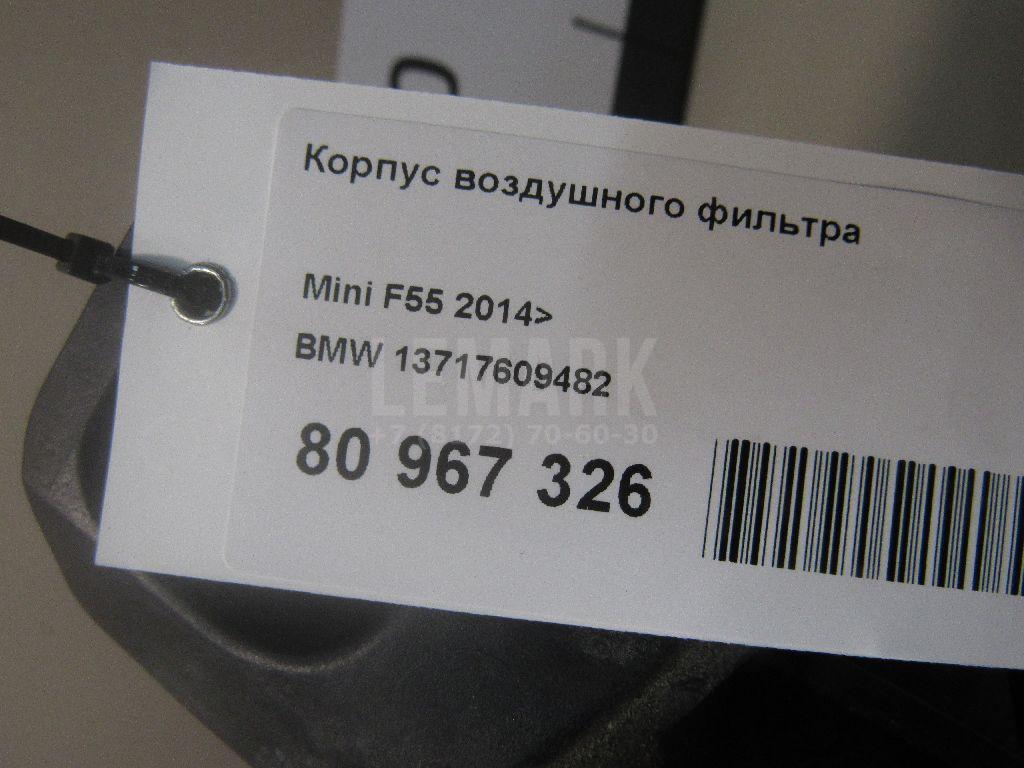 Корпус воздушного фильтра
Mini F55 2014>
BMW 13717609482
LEMARK
+7 (8172) 70-60-30
80 967 326